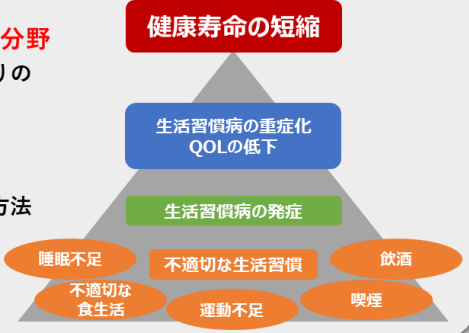 健康寿命の短縮
分野
りの
生活習慣病の重症化
QOLの低下
方法
生活習慣病の発症
睡眠不足
不適切な生活習慣
飲酒
不適切な
食生活
運動不足
喫煙